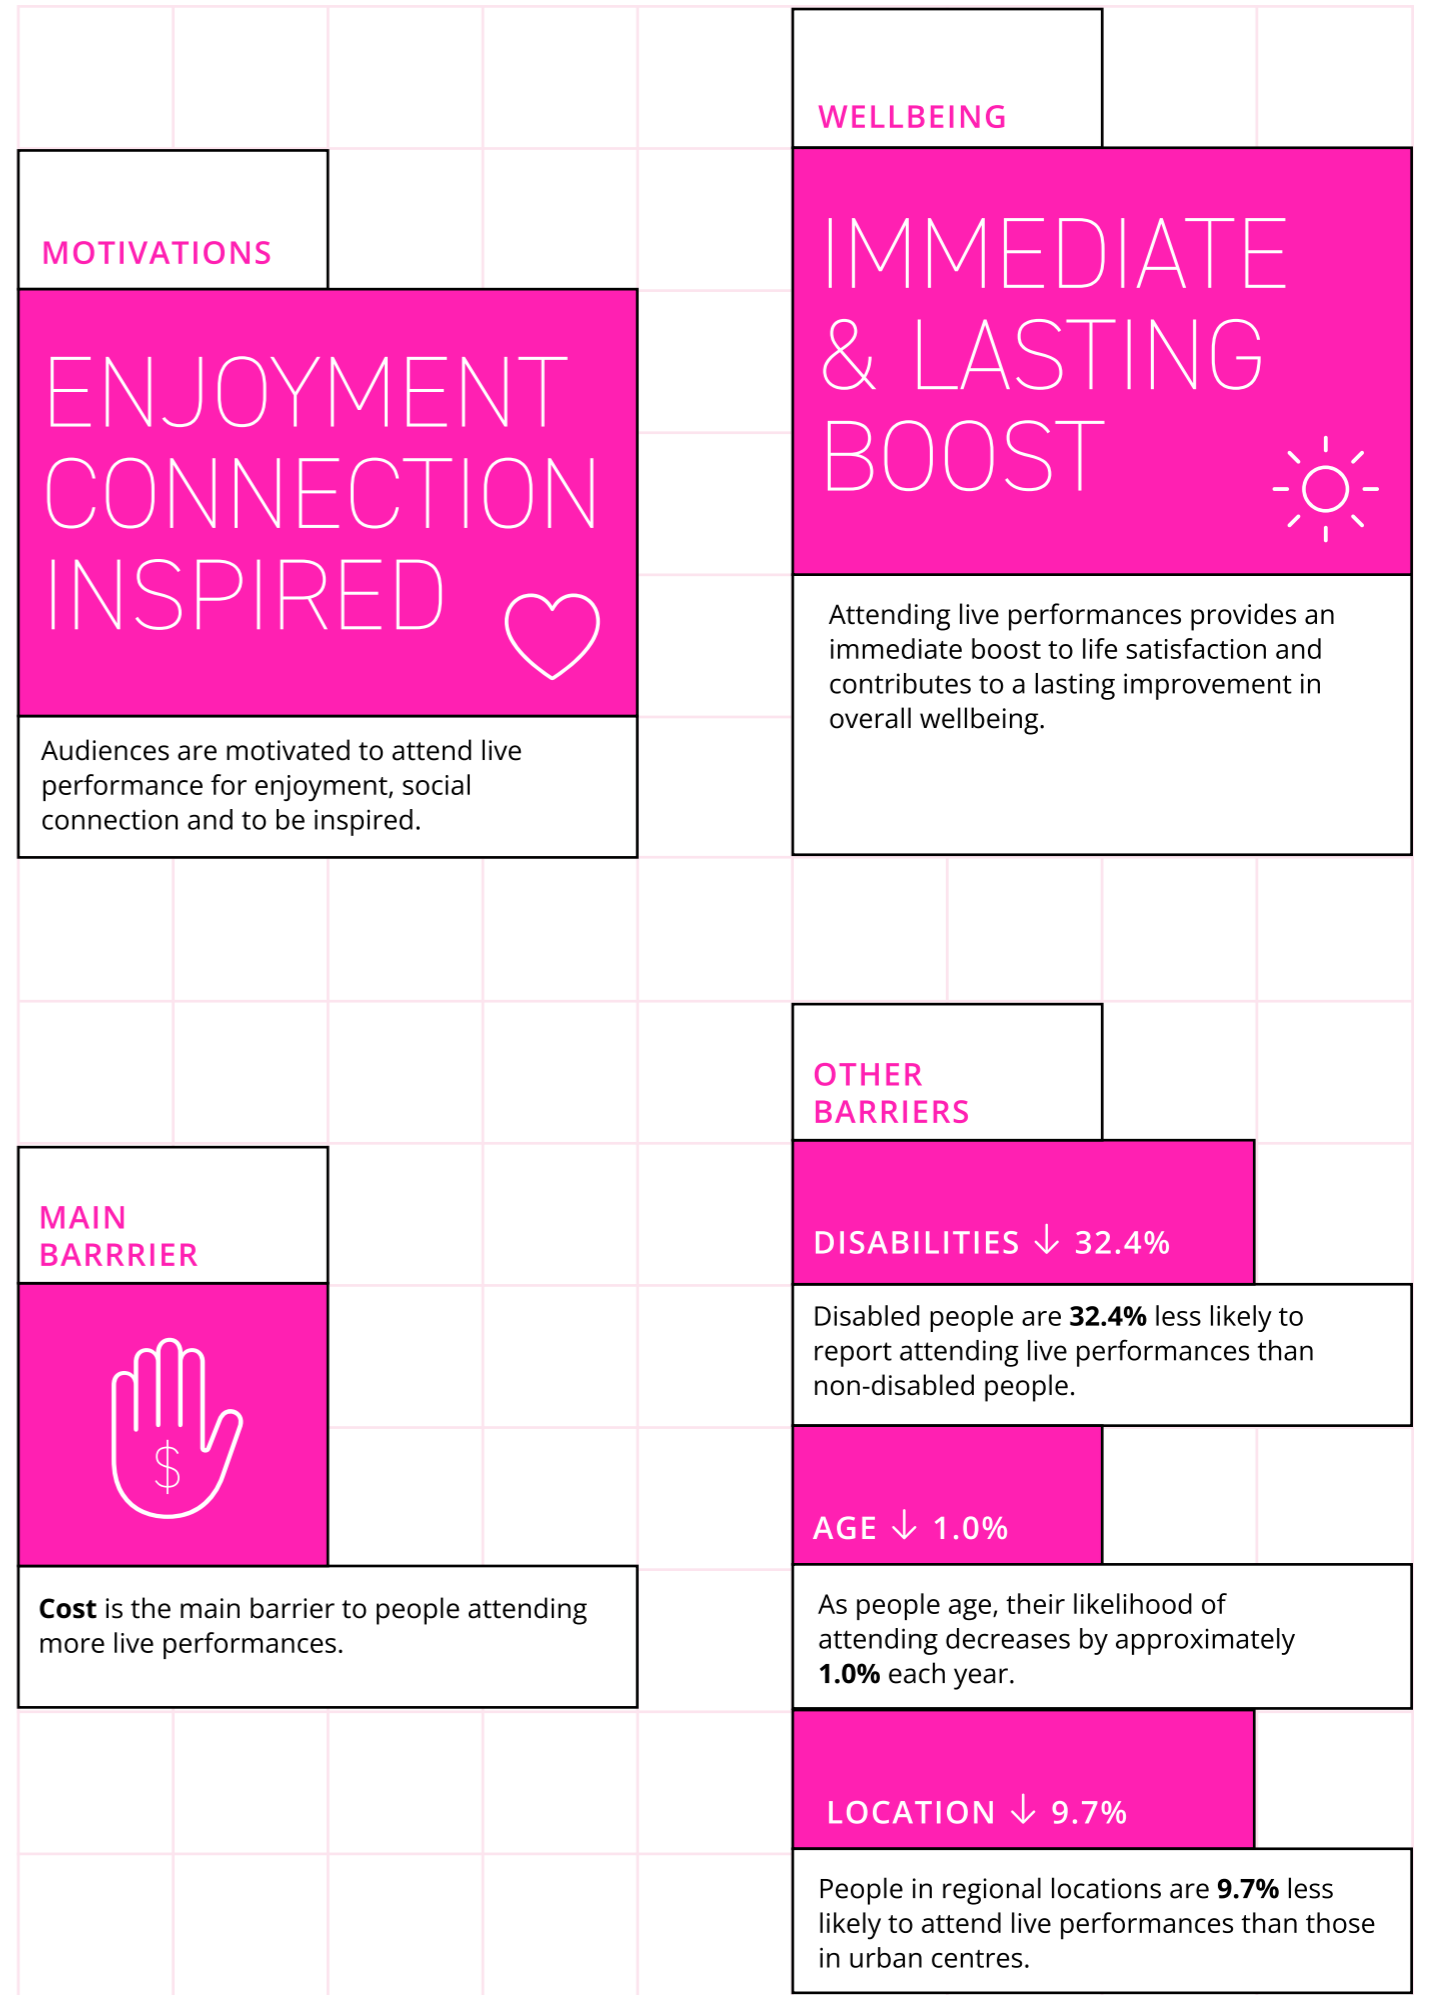 MOTIVATIONS
ENJOYMENT
CONNECTION
INSPIRED
Audiences are motivated to attend live
performance for enjoyment, social
connection and to be inspired.
WELLBEING
IMMEDIATE
& LASTING
BOOST
Attending live performances provides an
immediate boost to life satisfaction and
contributes to a lasting improvement in
overall wellbeing.
MAIN
BARRRIER
$
Cost is the main barrier to people attending
more live performances.
OTHER
BARRIERS
DISABILITIES ↓ 32.4%
Disabled people are 32.4% less likely to
report attending live performances than
non-disabled people.
AGE ↓ 1.0%
As people age, their likelihood of
attending decreases by approximately
1.0% each year.
LOCATION ↓ 9.7%
People in regional locations are 9.7% less
likely to attend live performances than those
in urban centres.